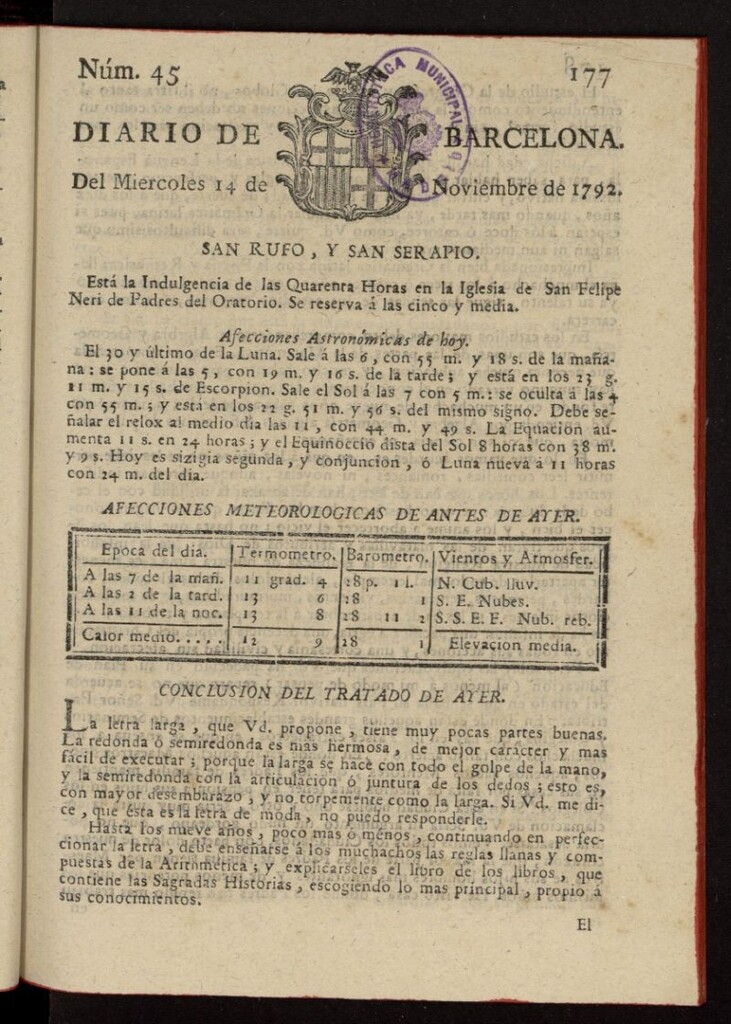 Núm. 45
177
DIARIO DE BARCELONA.
Del Miercoles 14 de Noviembre de 1792.
MUNICIPAL
SAN RUFO, Y SAN SERAPIO.
Está la Indulgencia de las Quarenta Horas en la Iglesia de San Felipe
Neri de Padres del Oratorio. Se reserva á las cinco y media.
Afecciones Astronómicas de hoy.
El 30 y último de la Luna. Sale á las 6, con 55 m. y 18 s. de la maña-
na: se pone á las 5, con 19 m. y 16 s. de la tarde; y está en los 23 g.
11 m. y 15 s. de Escorpion. Sale el Sol á las 7 con 5 m.: se oculta á las 4
con 55 m.; y está en los 22 g. 51 m. y 56 s. del mismo signo. Debe se-
ñalar el relox al medio dia las 11, con 44 m. y 49 s. La Equacion au-
menta 11 s. en 24 horas; y el Equinoccio dista del Sol 8 horas con 38 m.
y 9 s. Hoy es sizigia segunda, y conjuncion, ó Luna nueva á 11 horas
con 24 m. del dia.
AFECCIONES METEOROLOGICAS DE ANTES DE AYER.
Epoca del dia. Termometro. Barometro. Vientos y Atmosfer.
A las 7 de la mañ. 11 grad. 4 28 p. 1 l. N. Cub. lluv.
A las 2 de la tard. 13 6 28 1 S. E. Nubes.
A las 11 de la noc. 13 8 28 11 2 S. S. E. F. Nub. reb.
Calor medio. . . . . 12 9 28 1 Elevacion media.
CONCLUSION DEL TRATADO DE AYER.
La letra larga, que Vd. propone, tiene muy pocas partes buenas.
La redonda ó semiredonda es mas hermosa, de mejor carácter y mas
fácil de executar; porque la larga se hace con todo el golpe de la mano,
y la semiredonda con la articulacion ó juntura de los dedos; esto es,
con mayor desembarazo, y no torpemente como la larga. Si Vd. me di-
ce, que ésta es la letra de moda, no puedo responderle.
Hasta los nueve años, poco mas ó ménos, continuando en perfec-
cionar la letra, debe enseñarse á los muchachos las reglas llanas y com-
puestas de la Aritmética; y explicarseles el libro de los libros, que
contiene las Sagradas Historias, escogiendo lo mas principal, propio á
sus conocimientos.
El